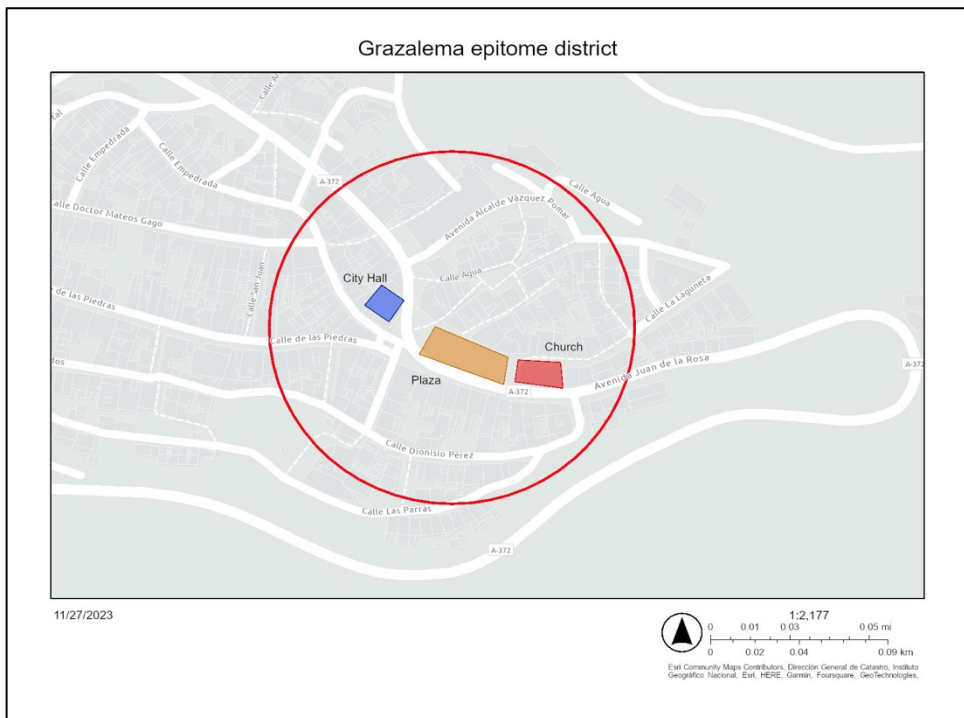 Grazalema epitome district
Calle Empedrada
Calle Empedrada
A-372
Calle Agua
Avenida Alcalde Vázquez Pomar
Calle Doctor Mateos Gago
Calle San Juan
City Hall
Calle Agua
Calle La Laguneta
de las Piedras
Calle de las Piedras
Church
Plaza
A-372
Avenida Juan de la Rosa
A-372
Calle Dionisio Pérez
Calle Las Parras
A-372
11/27/2023
1:2,177
0 0.01 0.03 0.05 mi
0 0.02 0.04 0.09 km
Esri Community Maps Contributors, Dirección General de Catastro, Instituto
Geográfico Nacional, Esri, HERE, Garmin, Foursquare, GeoTechnologies,